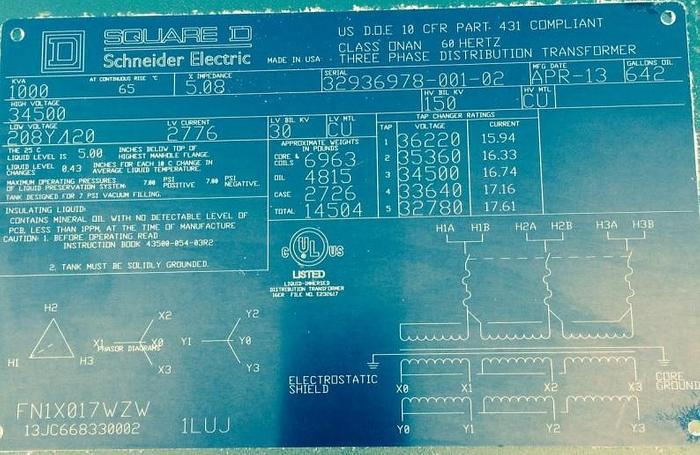 SQUARE D
Schneider Electric
MADE IN USA
US D.O.E 10 CFR PART. 431 COMPLIANT
CLASS ONAN 60 HERTZ
THREE PHASE DISTRIBUTION TRANSFORMER
KVA 1000
AT CONTINUOUS RISE °C 65
% IMPEDANCE 5.08
SERIAL 32936978-001-02
MFG DATE APR-13
GALLONS OIL 642
HIGH VOLTAGE 34500
HV BIL KV 150
HV MTL CU
LOW VOLTAGE 208Y/120
LV CURRENT 2776
LV BIL KV 30
LV MTL CU
THE 25 C LIQUID LEVEL IS 5.00 INCHES BELOW TOP OF HIGHEST MANHOLE FLANGE.
LIQUID LEVEL CHANGES 0.43 INCHES FOR EACH 10 C CHANGE IN AVERAGE LIQUID TEMPERATURE.
MAXIMUM OPERATING PRESSURES OF LIQUID PRESERVATION SYSTEM: 7.00 PSI POSITIVE 7.00 PSI NEGATIVE.
TANK DESIGNED FOR 7 PSI VACUUM FILLING.
APPROXIMATE WEIGHTS IN POUNDS
CORE & COILS 6963
OIL 4815
CASE 2726
TOTAL 14504
TAP CHANGER RATINGS
TAP VOLTAGE CURRENT
1 36220 15.94
2 35360 16.33
3 34500 16.74
4 33640 17.16
5 32780 17.61
INSULATING LIQUID:
CONTAINS MINERAL OIL WITH NO DETECTABLE LEVEL OF
PCB, LESS THAN 1PPM, AT THE TIME OF MANUFACTURE
CAUTION: 1. BEFORE OPERATING READ
INSTRUCTION BOOK 43500-054-03R2
2. TANK MUST BE SOLIDLY GROUNDED.
C UL US
LISTED
LIQUID-IMMERSED
DISTRIBUTION TRANSFORMER
16ER FILE NO. E232617
H1A H1B H2A H2B H3A H3B
H2
H1 H3
X2
X1 X0
X3
PHASOR DIAGRAMS
Y2
Y1 Y0
Y3
ELECTROSTATIC SHIELD
CORE GROUND
X0 X1 X2 X3
Y0 Y1 Y2 Y3
FN1X017WZW
13JC668330002
1LUJ